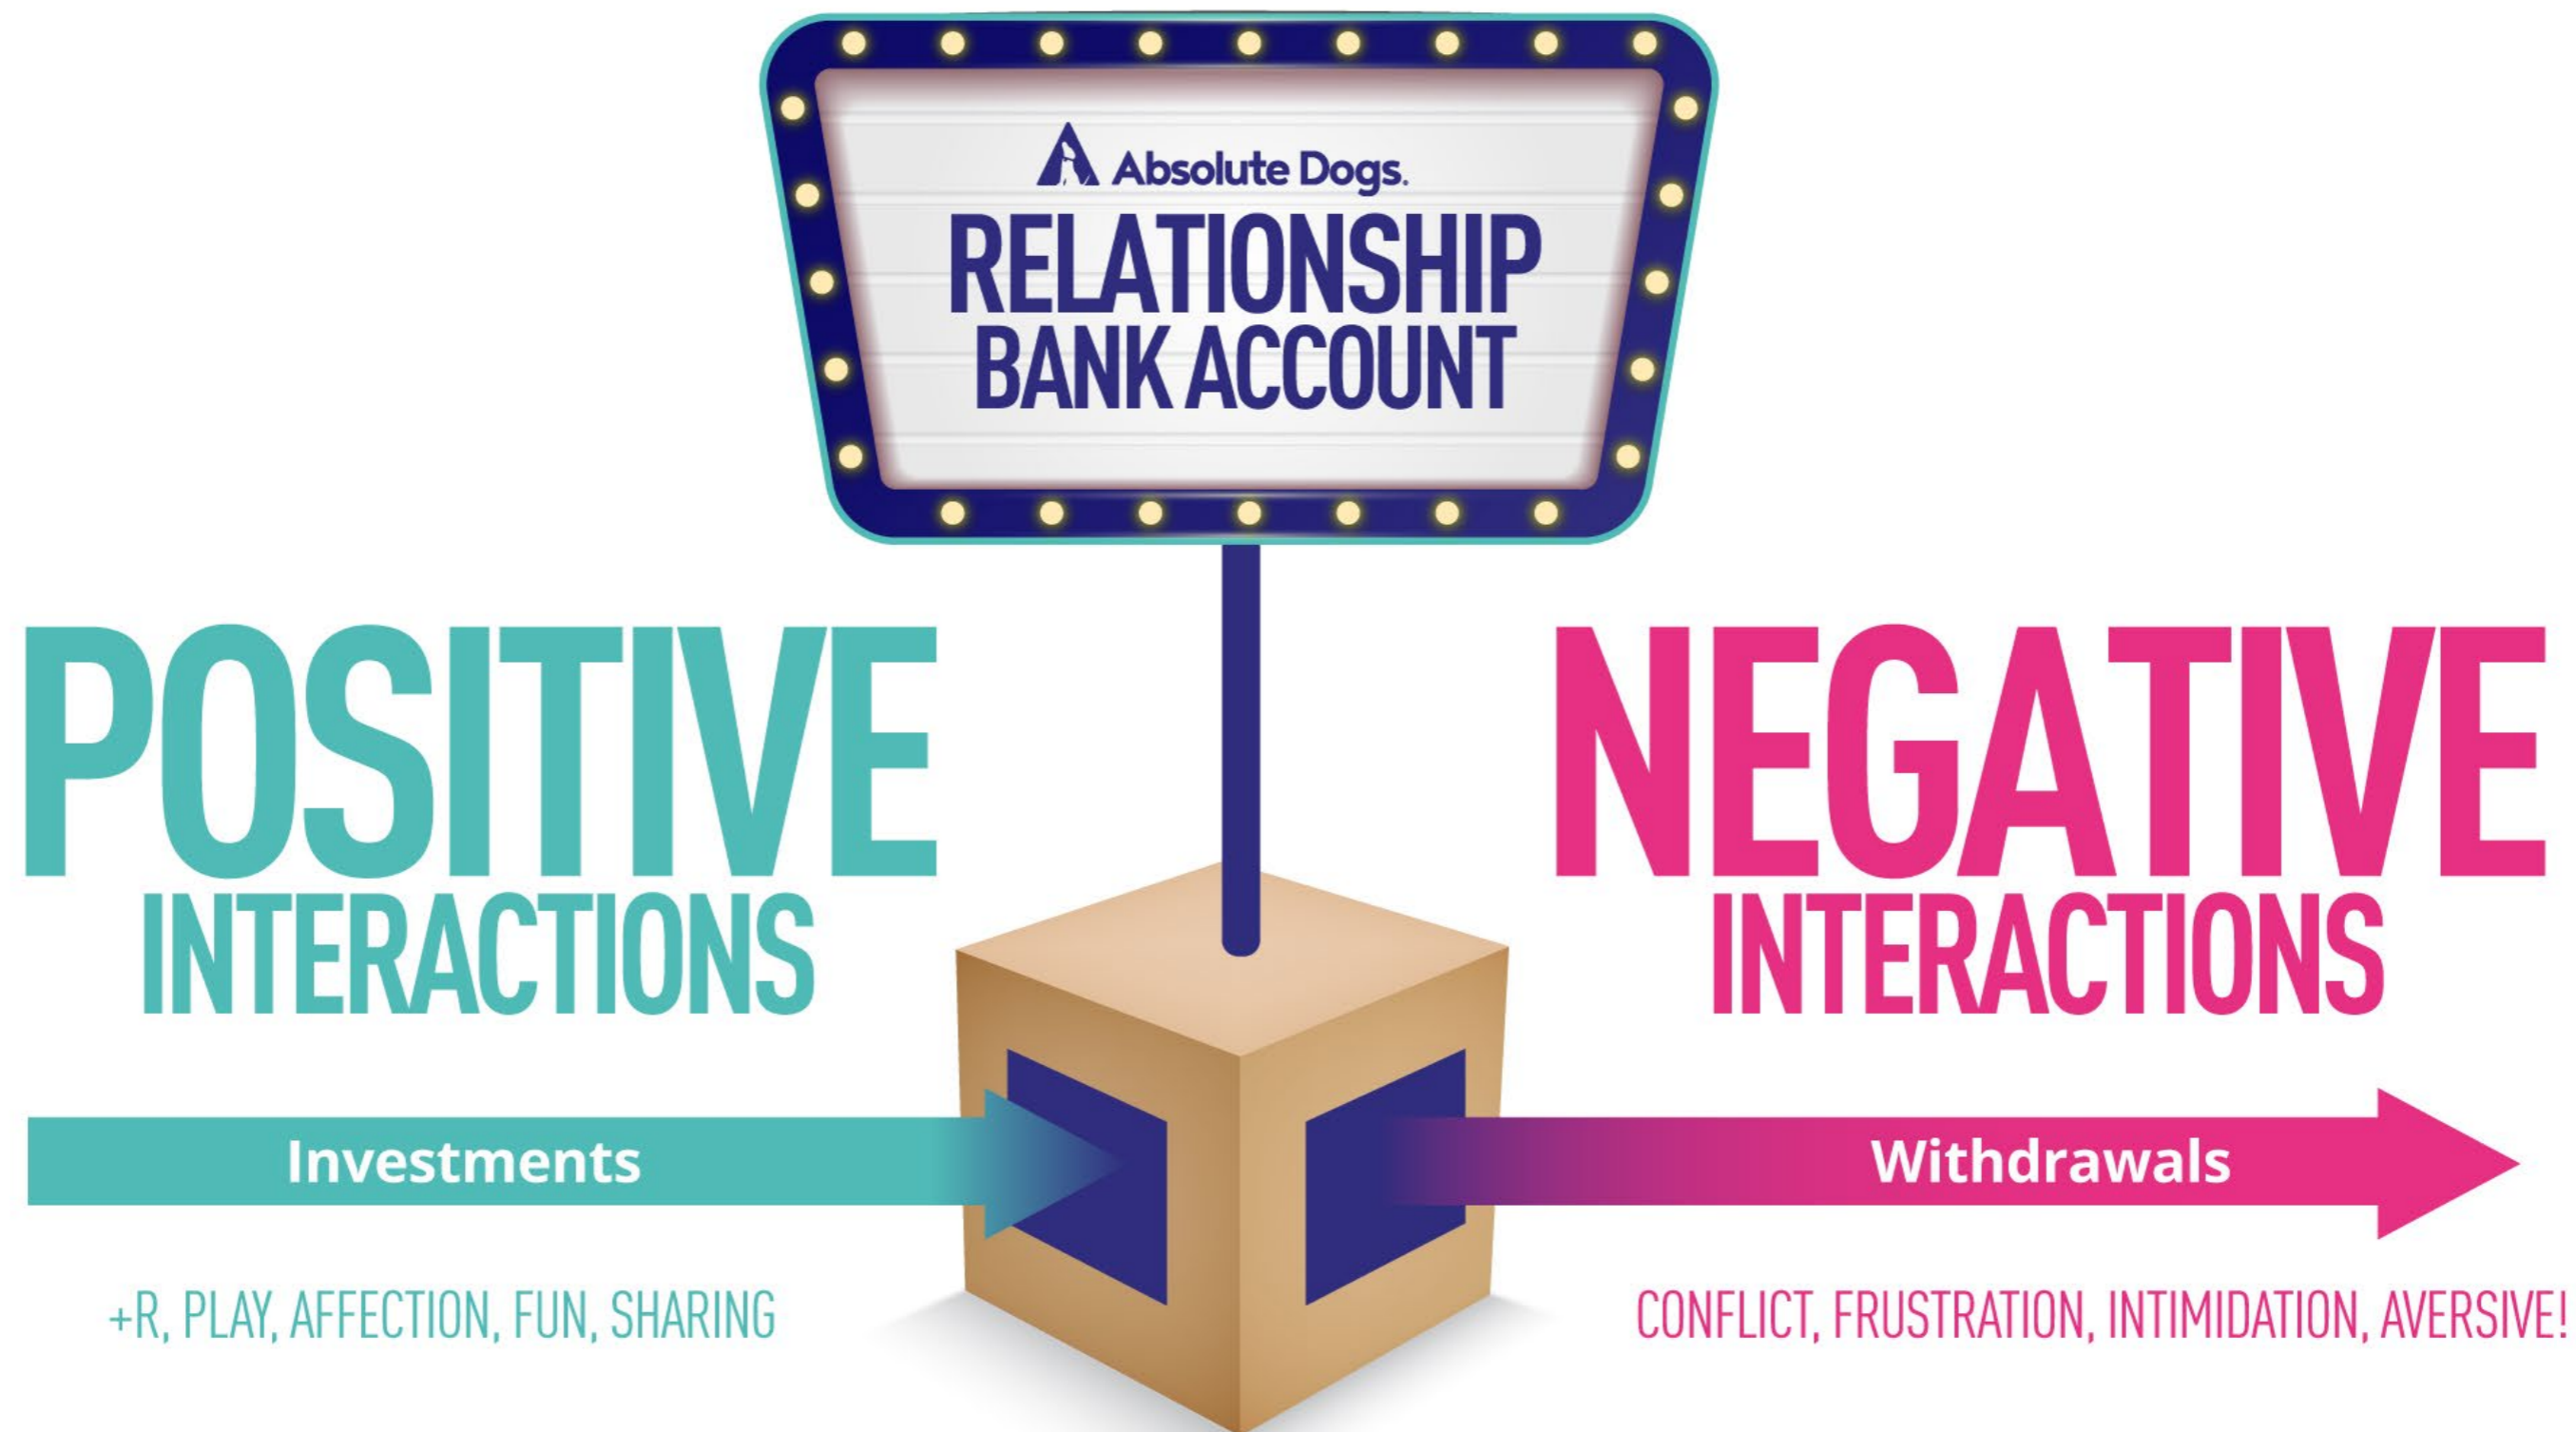 Absolute Dogs.
RELATIONSHIP
BANK ACCOUNT
POSITIVE
INTERACTIONS
Investments
+R, PLAY, AFFECTION, FUN, SHARING
NEGATIVE
INTERACTIONS
Withdrawals
CONFLICT, FRUSTRATION, INTIMIDATION, AVERSIVE!